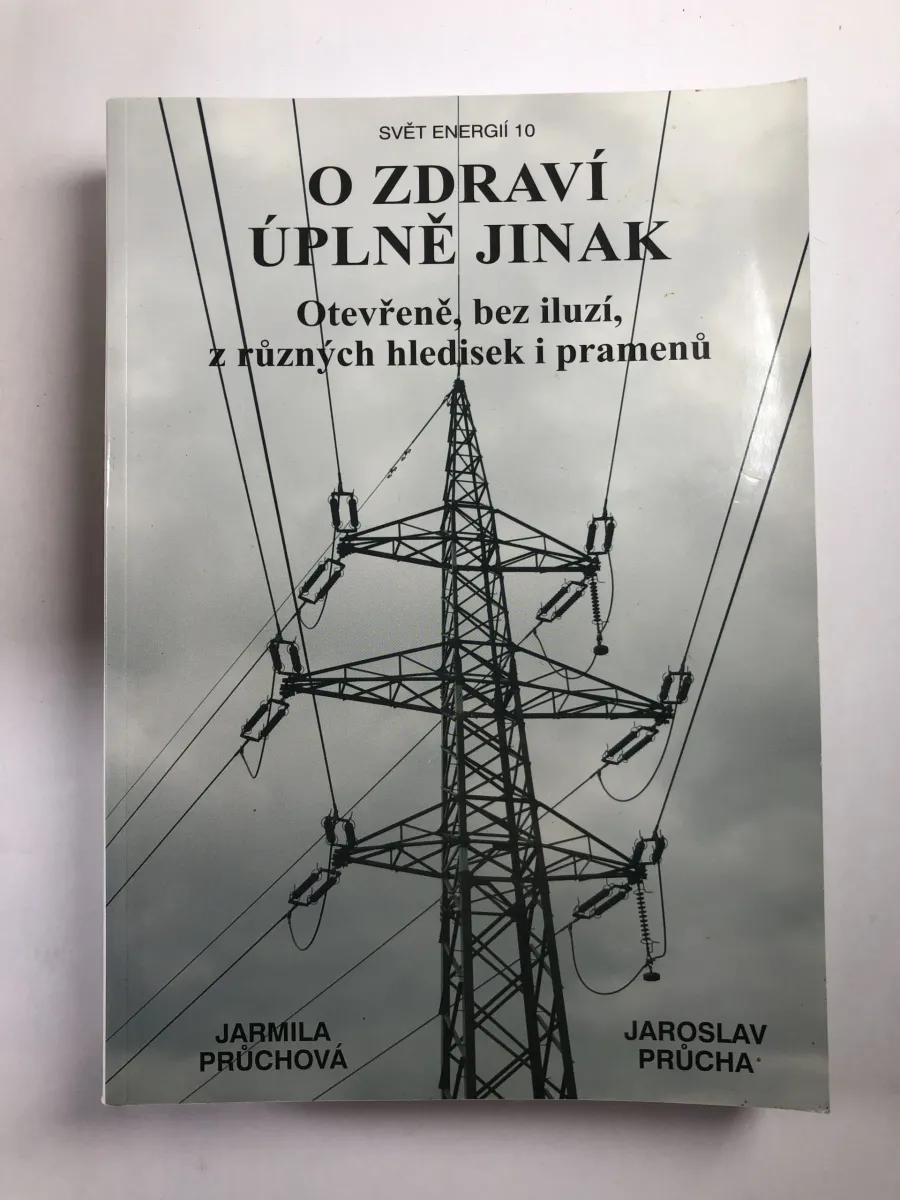 SVĚT ENERGIÍ 10
O ZDRAVÍ
ÚPLNĚ JINAK
Otevřeně, bez iluzí,
z různých hledisek i pramenů
JARMILA
PRŮCHOVÁ
JAROSLAV
PRŮCHA